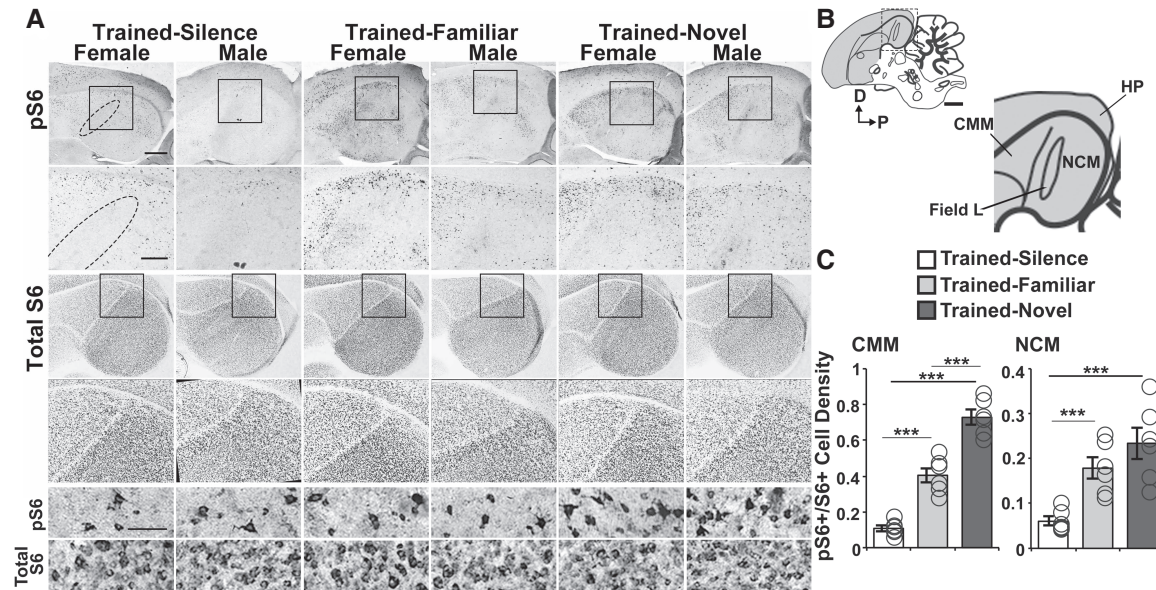 A
Trained-Silence Trained-Familiar Trained-Novel
Female Male Female Male Female Male
pS6
Total S6
pS6
Total
S6
B
D
P
HP
CMM
NCM
Field L
C
Trained-Silence
Trained-Familiar
Trained-Novel
pS6+/S6+ Cell Density
CMM
***
***
***
1
0.8
0.6
0.4
0.2
0
NCM
***
***
0.4
0.3
0.2
0.1
0